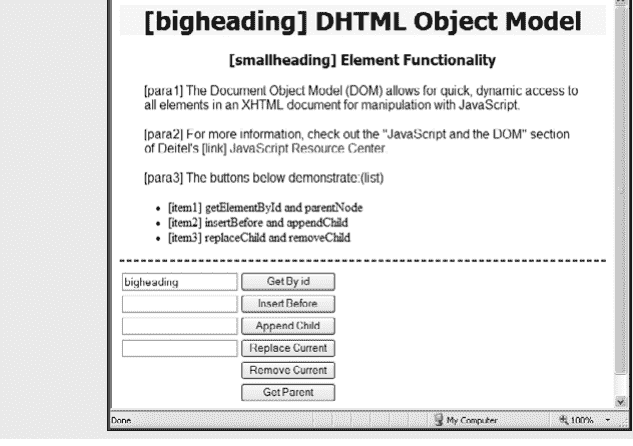 [bigheading] DHTML Object Model
[smallheading] Element Functionality
[para1] The Document Object Model (DOM) allows for quick, dynamic access to
all elements in an XHTML document for manipulation with JavaScript.
[para2] For more information, check out the "JavaScript and the DOM" section
of Deitel's [link] JavaScript Resource Center.
[para3] The buttons below demonstrate:(list)
• [item1] getElementById and parentNode
• [item2] insertBefore and appendChild
• [item3] replaceChild and removeChild
bigheading Get By id
Insert Before
Append Child
Replace Current
Remove Current
Get Parent
Done My Computer 100%